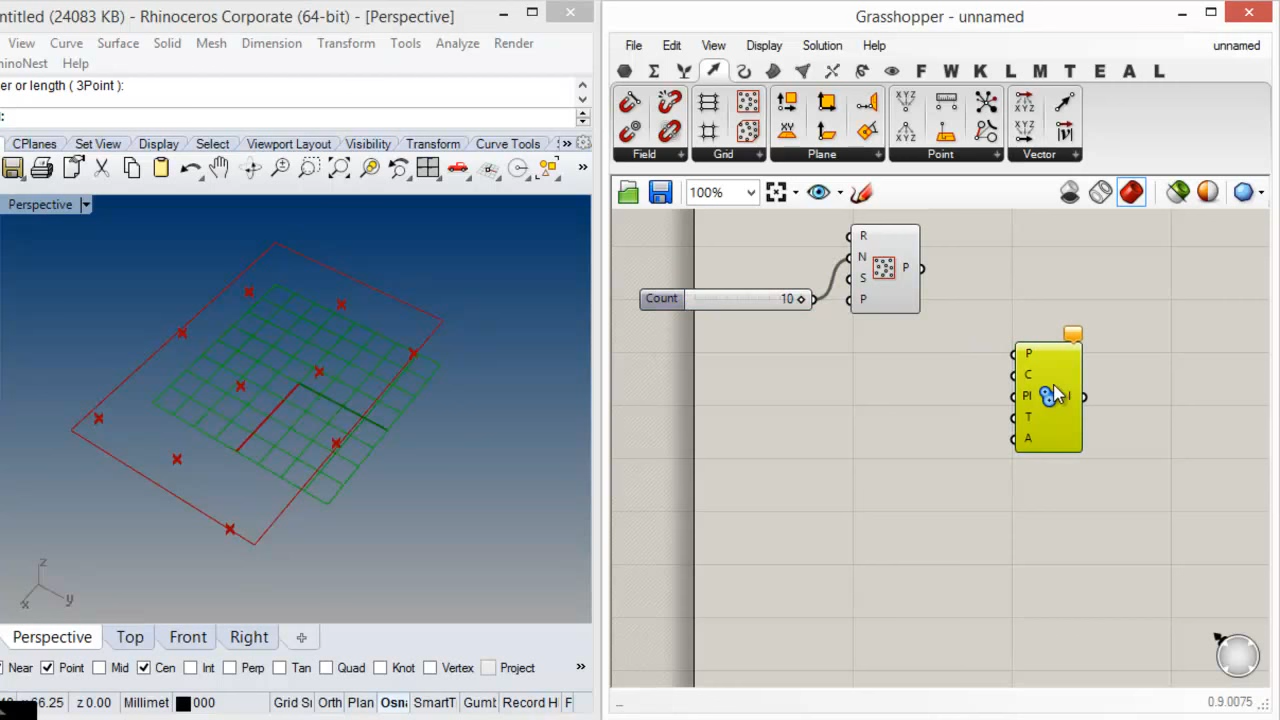 ntitled (24083 KB) - Rhinoceros Corporate (64-bit) - [Perspective]
View Curve Surface Solid Mesh Dimension Transform Tools Analyze Render
hinoNest Help
er or length ( 3Point ):
CPlanes Set View Display Select Viewport Layout Visibility Transform Curve Tools »
»
Perspective
z
x y
Perspective Top Front Right
Near Point Mid Cen Int Perp Tan Quad Knot Vertex Project »
66.25 z 0.00 Millimet 000 Grid S Orth Plan Osna SmartT Gumb Record H F
Grasshopper - unnamed
File Edit View Display Solution Help unnamed
F W K L M T E A L
Field Grid Plane Point Vector
100%
R
N
S
P
P
Count 10
P
C
Pl
T
A
I
0.9.0075